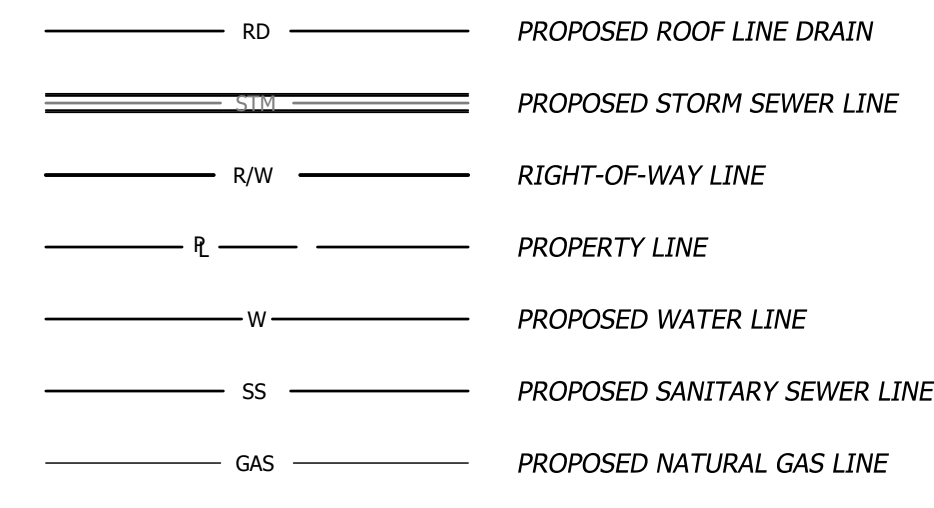 RD PROPOSED ROOF LINE DRAIN
STM PROPOSED STORM SEWER LINE
R/W RIGHT-OF-WAY LINE
PL PROPERTY LINE
W PROPOSED WATER LINE
SS PROPOSED SANITARY SEWER LINE
GAS PROPOSED NATURAL GAS LINE